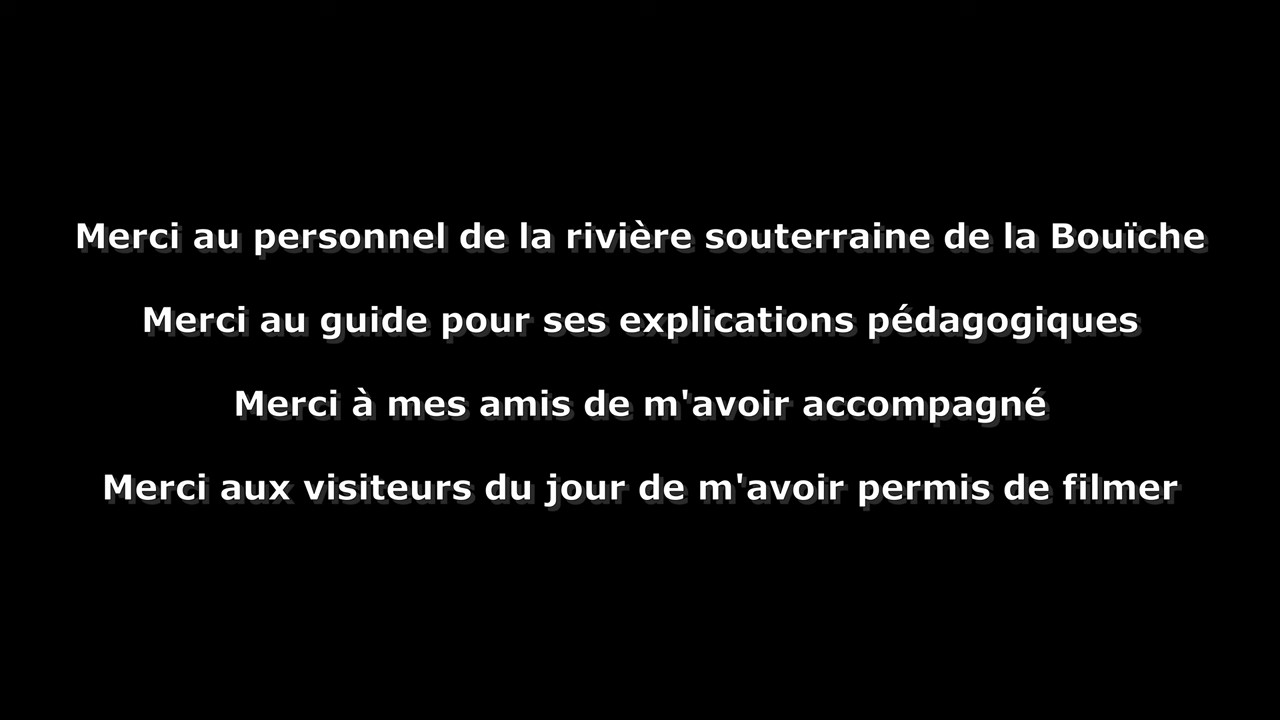 Merci au personnel de la rivière souterraine de la Bouïche
Merci au guide pour ses explications pédagogiques
Merci à mes amis de m'avoir accompagné
Merci aux visiteurs du jour de m'avoir permis de filmer